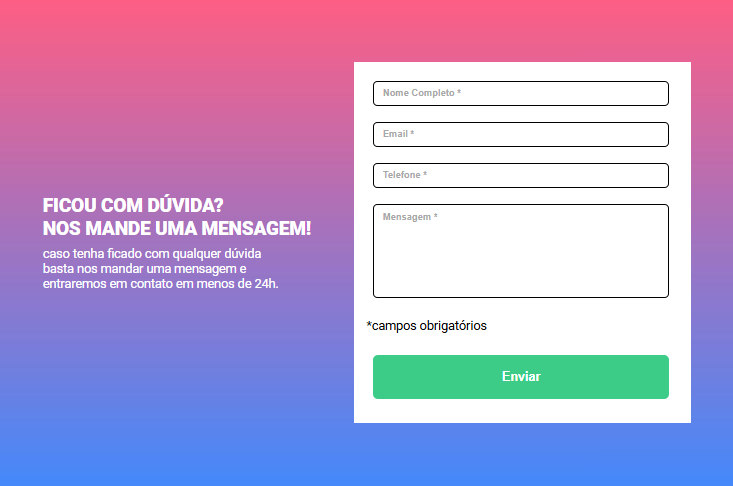 FICOU COM DÚVIDA?
NOS MANDE UMA MENSAGEM!
caso tenha ficado com qualquer dúvida
basta nos mandar uma mensagem e
entraremos em contato em menos de 24h.
Nome Completo *
Email *
Telefone *
Mensagem *
*campos obrigatórios
Enviar